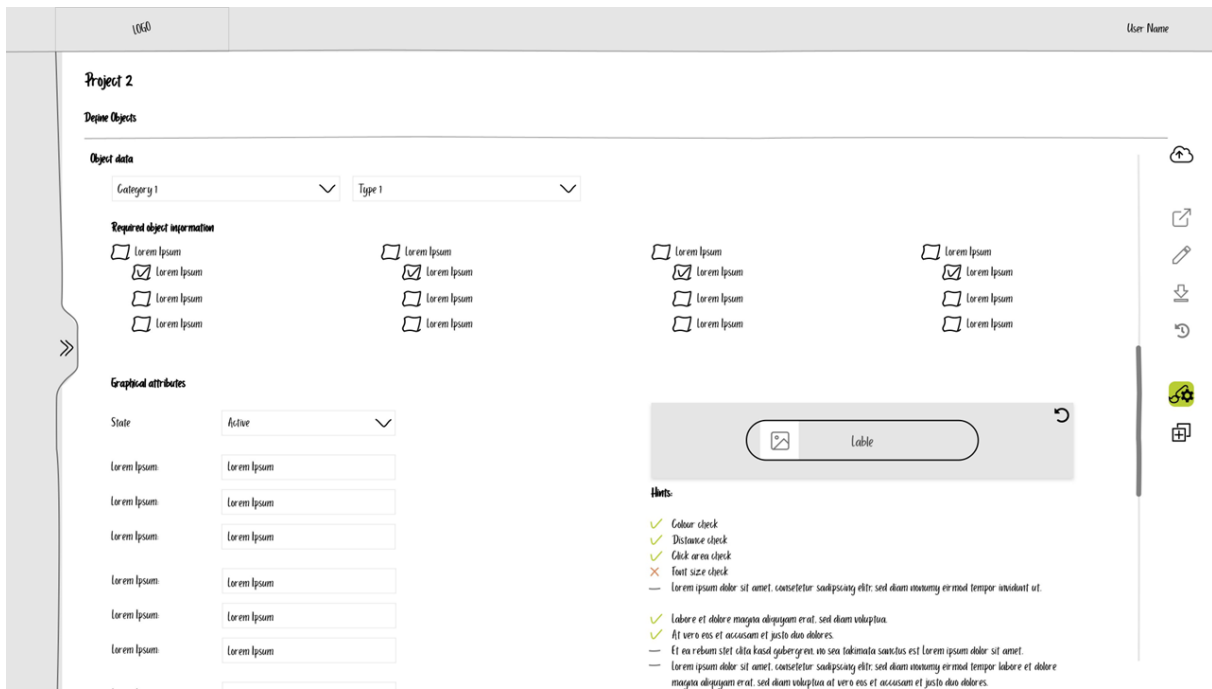 LOGO
User Name
Project 2
Define Objects
Object data
Category 1
Type 1
Required object information
Lorem Ipsum Lorem Ipsum Lorem Ipsum Lorem Ipsum
Lorem Ipsum Lorem Ipsum Lorem Ipsum Lorem Ipsum
Lorem Ipsum Lorem Ipsum Lorem Ipsum Lorem Ipsum
Lorem Ipsum Lorem Ipsum Lorem Ipsum Lorem Ipsum
Graphical attributes
State Active
Lorem Ipsum: Lorem Ipsum
Lorem Ipsum: Lorem Ipsum
Lorem Ipsum: Lorem Ipsum
Lorem Ipsum: Lorem Ipsum
Lorem Ipsum: Lorem Ipsum
Lorem Ipsum: Lorem Ipsum
Lable
Hints:
Colour check
Distance check
Click area check
Font size check
Lorem ipsum dolor sit amet, consetetur sadipscing elitr, sed diam nonumy eirmod tempor invidunt ut.
Labore et dolore magna aliquyam erat, sed diam voluptua.
At vero eos et accusam et justo duo dolores.
Et ea rebum stet clita kasd gubergren, no sea takimata sanctus est Lorem ipsum dolor sit amet.
Lorem ipsum dolor sit amet, consetetur sadipscing elitr, sed diam nonumy eirmod tempor labore et dolore
magna aliquyam erat, sed diam voluptua at vero eos et accusam et justo duo dolores.